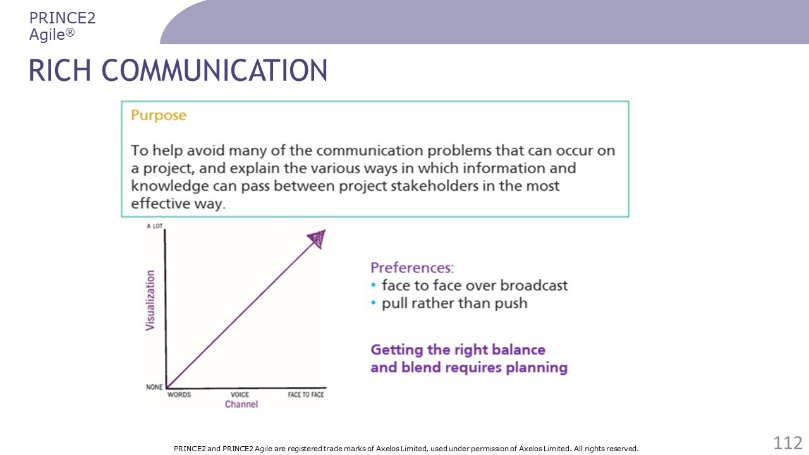 PRINCE2
Agile®
RICH COMMUNICATION
Purpose
To help avoid many of the communication problems that can occur on
a project, and explain the various ways in which information and
knowledge can pass between project stakeholders in the most
effective way.
A LOT
Visualization
NONE
WORDS VOICE FACE TO FACE
Channel
Preferences:
• face to face over broadcast
• pull rather than push
Getting the right balance
and blend requires planning
PRINCE2 and PRINCE2 Agile are registered trade marks of Axelos Limited, used under permission of Axelos Limited. All rights reserved.
112